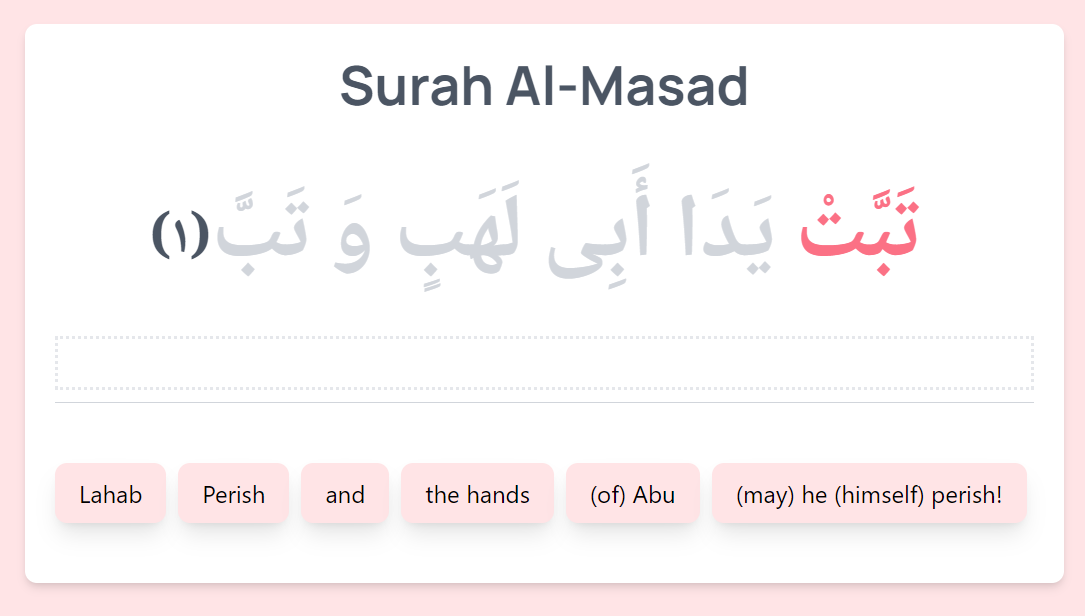 Surah Al-Masad
تَبَّتْ يَدَا أَبِى لَهَبٍ وَ تَبَّ (١)
Lahab Perish and the hands (of) Abu (may) he (himself) perish!